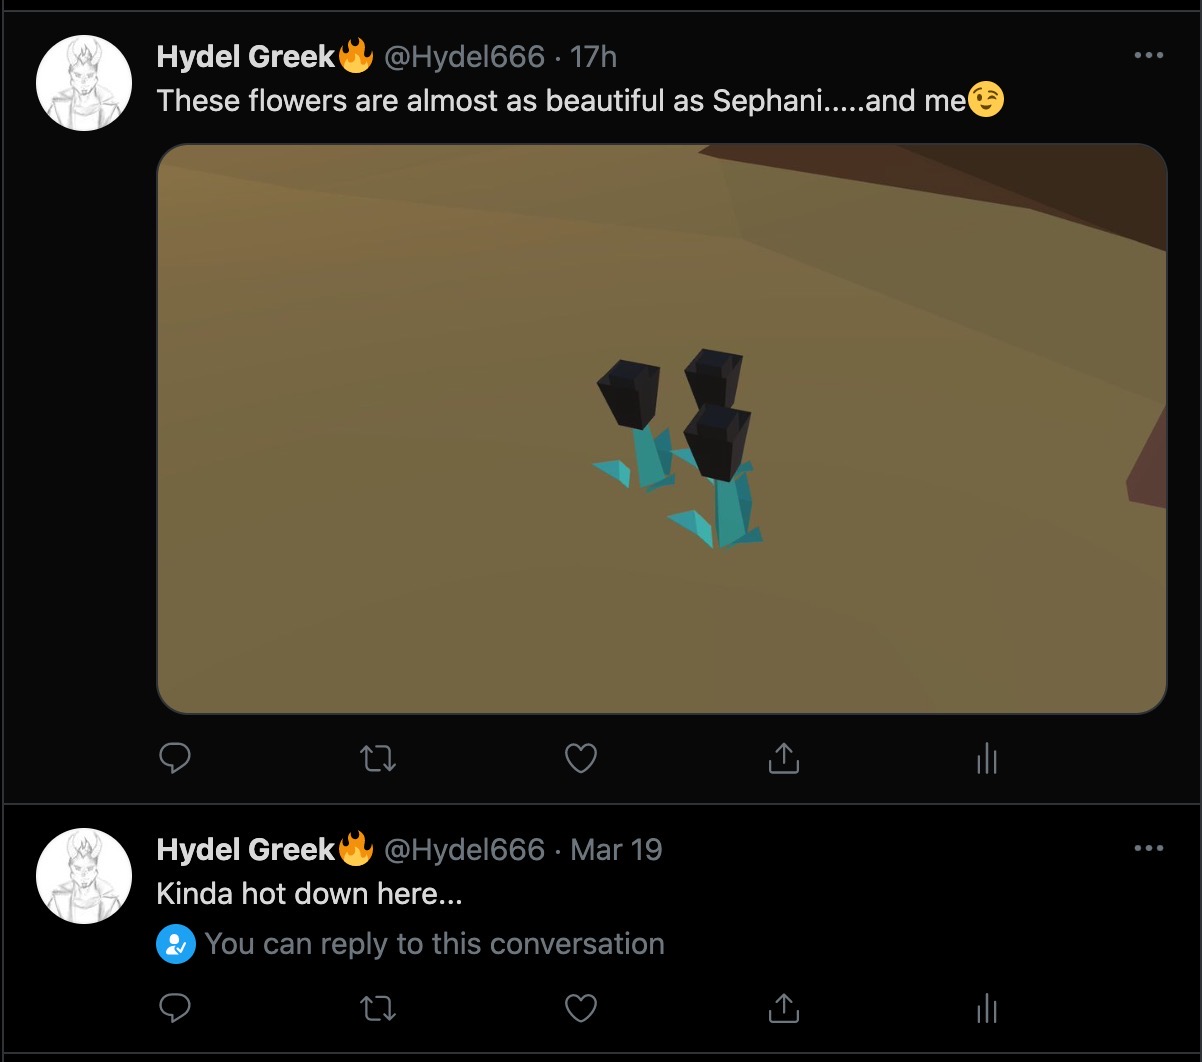 Hydel Greek🔥 @Hydel666 · 17h
These flowers are almost as beautiful as Sephani.....and me😉
Hydel Greek🔥 @Hydel666 · Mar 19
Kinda hot down here...
You can reply to this conversation